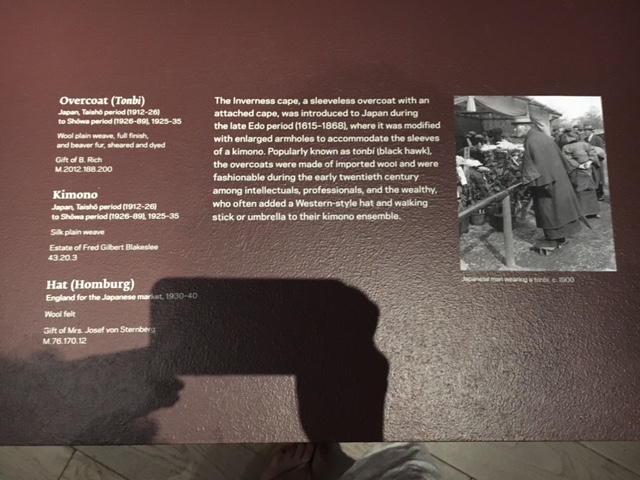 Overcoat (Tonbi)
Japan, Taishō period (1912–26)
to Shōwa period (1926–89), 1925–35
Wool plain weave, full finish,
and beaver fur, sheared and dyed
Gift of B. Rich
M.2012.188.200
Kimono
Japan, Taishō period (1912–26)
to Shōwa period (1926–89), 1925–35
Silk plain weave
Estate of Fred Gilbert Blakeslee
43.20.3
Hat (Homburg)
England for the Japanese market, 1930–40
Wool felt
Gift of Mrs. Josef von Sternberg
M.76.170.12
The Inverness cape, a sleeveless overcoat with an
attached cape, was introduced to Japan during
the late Edo period (1615–1868), where it was modified
with enlarged armholes to accommodate the sleeves
of a kimono. Popularly known as tonbi (black hawk),
the overcoats were made of imported wool and were
fashionable during the early twentieth century
among intellectuals, professionals, and the wealthy,
who often added a Western-style hat and walking
stick or umbrella to their kimono ensemble.
Japanese man wearing a tonbi, c. 1900